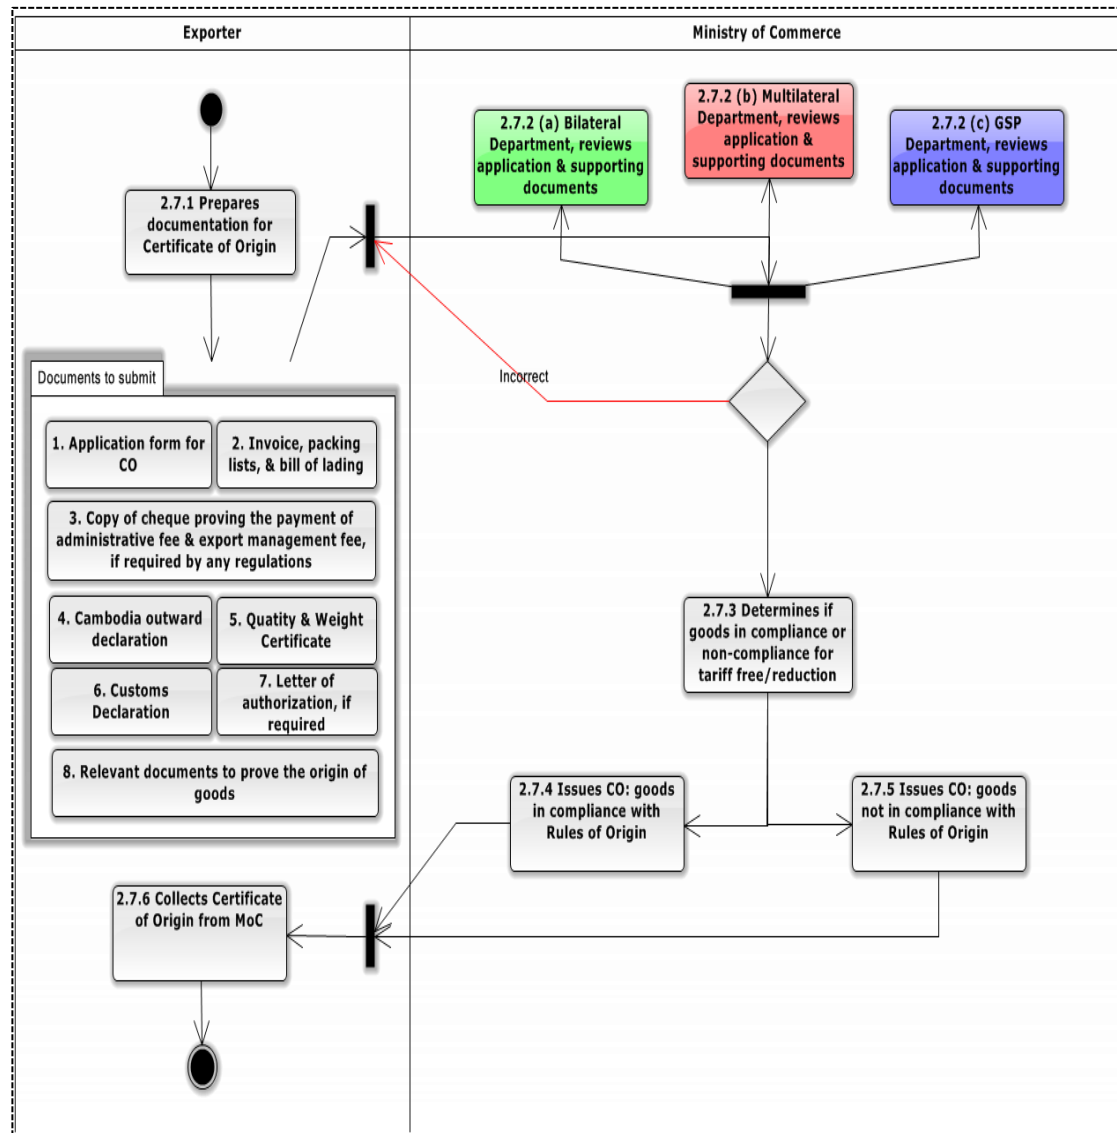 Exporter
Ministry of Commerce
2.7.1 Prepares
documentation for
Certificate of Origin
2.7.2 (a) Bilateral
Department, reviews
application & supporting
documents
2.7.2 (b) Multilateral
Department, reviews
application &
supporting documents
2.7.2 (c) GSP
Department, reviews
application & supporting
documents
Incorrect
Documents to submit
1. Application form for
CO
2. Invoice, packing
lists, & bill of lading
3. Copy of cheque proving the payment of
administrative fee & export management fee,
if required by any regulations
4. Cambodia outward
declaration
5. Quatity & Weight
Certificate
6. Customs
Declaration
7. Letter of
authorization, if
required
8. Relevant documents to prove the origin of
goods
2.7.3 Determines if
goods in compliance or
non-compliance for
tariff free/reduction
2.7.4 Issues CO: goods
in compliance with
Rules of Origin
2.7.5 Issues CO: goods
not in compliance with
Rules of Origin
2.7.6 Collects Certificate
of Origin from MoC